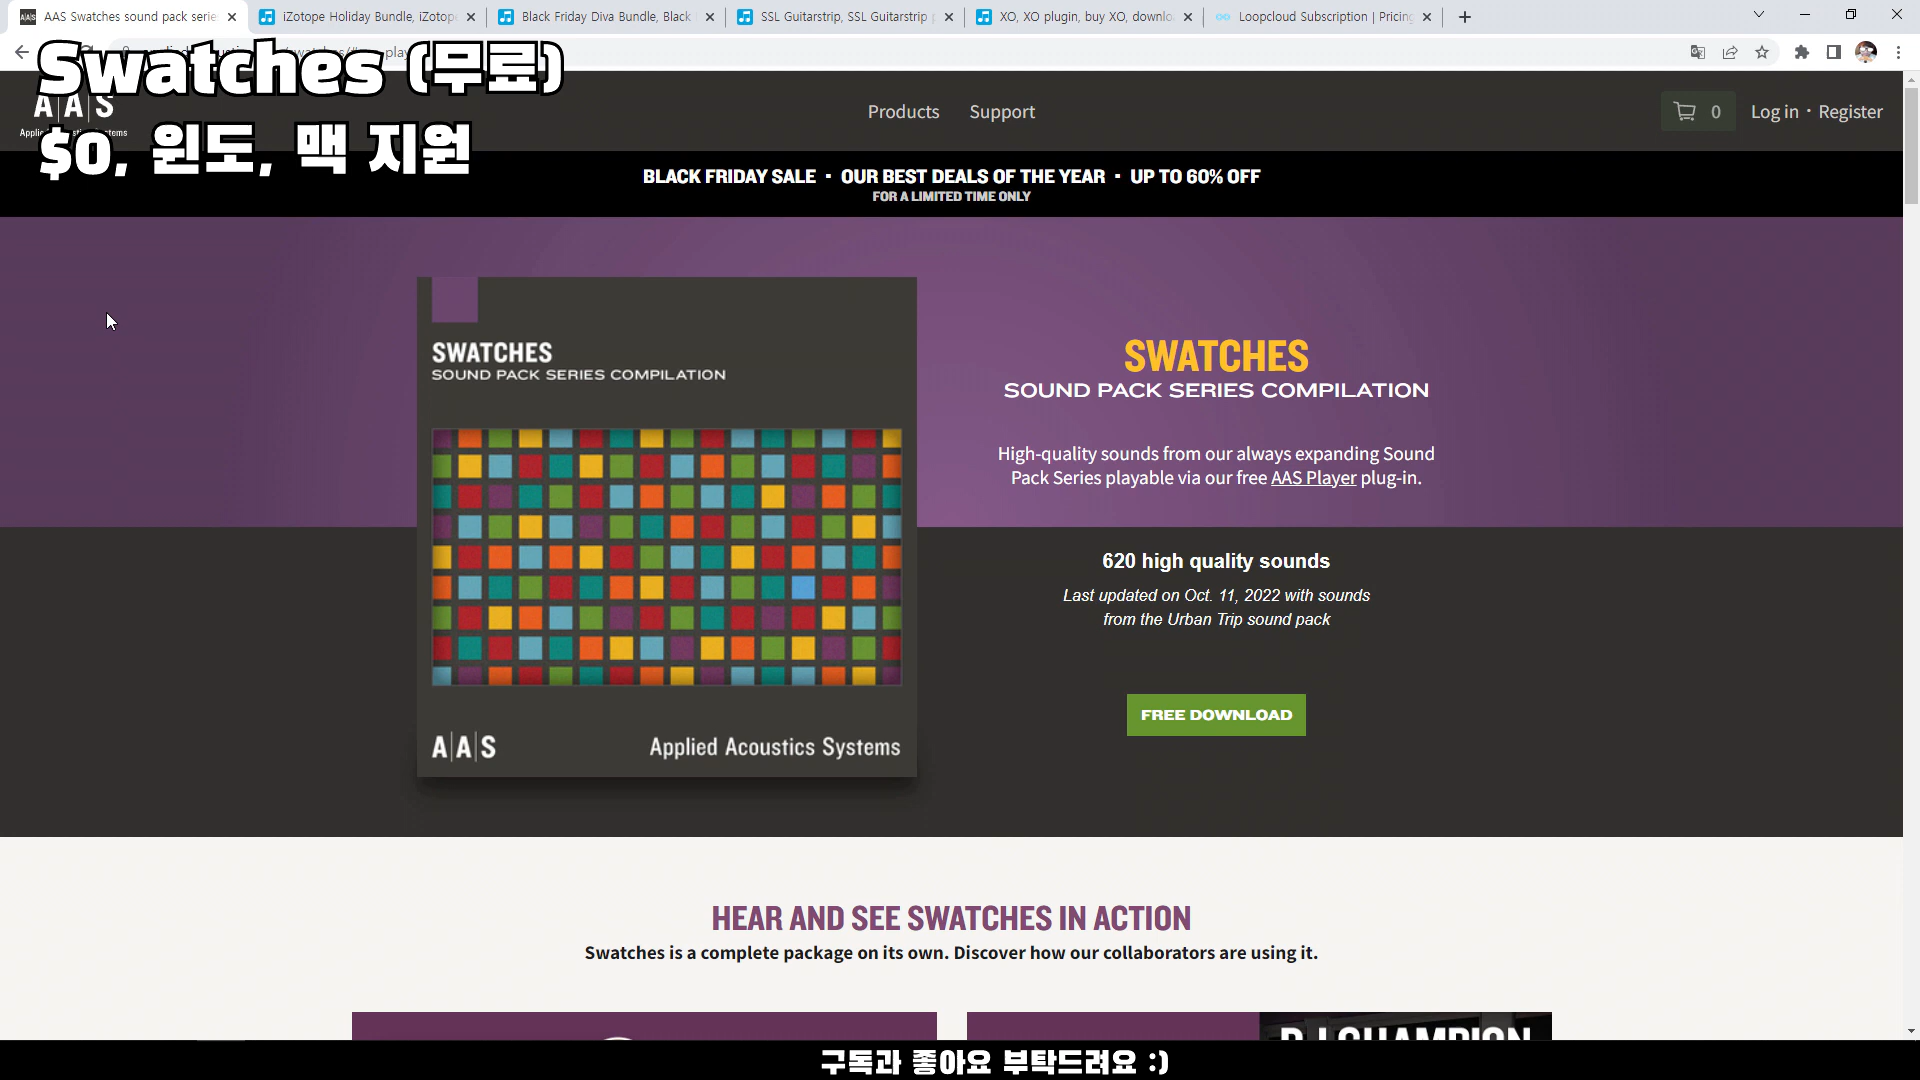 AAS Swatches sound pack serie
iZotope Holiday Bundle, iZotope
Black Friday Diva Bundle, Black
SSL Guitarstrip, SSL Guitarstrip
XO, XO plugin, buy XO, downlo
Loopcloud Subscription | Pricing
Swatches (무료)
$0, 윈도, 맥 지원
AAS
Products
Support
0
Log in · Register
BLACK FRIDAY SALE · OUR BEST DEALS OF THE YEAR · UP TO 60% OFF
FOR A LIMITED TIME ONLY
SWATCHES
SOUND PACK SERIES COMPILATION
A|A|S
Applied Acoustics Systems
SWATCHES
SOUND PACK SERIES COMPILATION
High-quality sounds from our always expanding Sound
Pack Series playable via our free AAS Player plug-in.
620 high quality sounds
Last updated on Oct. 11, 2022 with sounds
from the Urban Trip sound pack
FREE DOWNLOAD
HEAR AND SEE SWATCHES IN ACTION
Swatches is a complete package on its own. Discover how our collaborators are using it.
DJ CHAMPION
구독과 좋아요 부탁드려요 :)